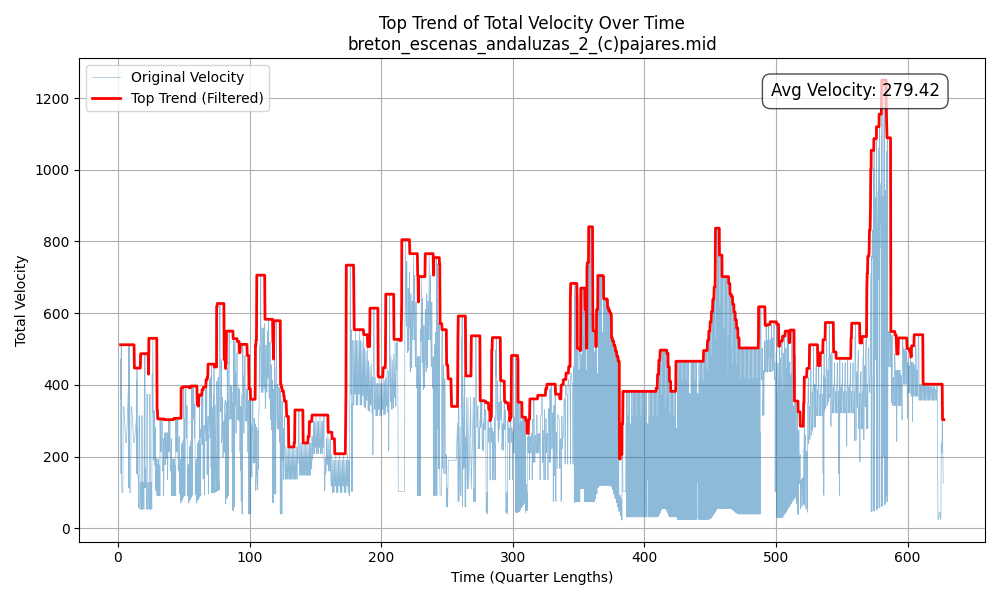 Top Trend of Total Velocity Over Time
breton_escenas_andaluzas_2_(c)pajares.mid
Original Velocity
Top Trend (Filtered)
Avg Velocity: 279.42
Total Velocity
1200
1000
800
600
400
200
0
0 100 200 300 400 500 600
Time (Quarter Lengths)